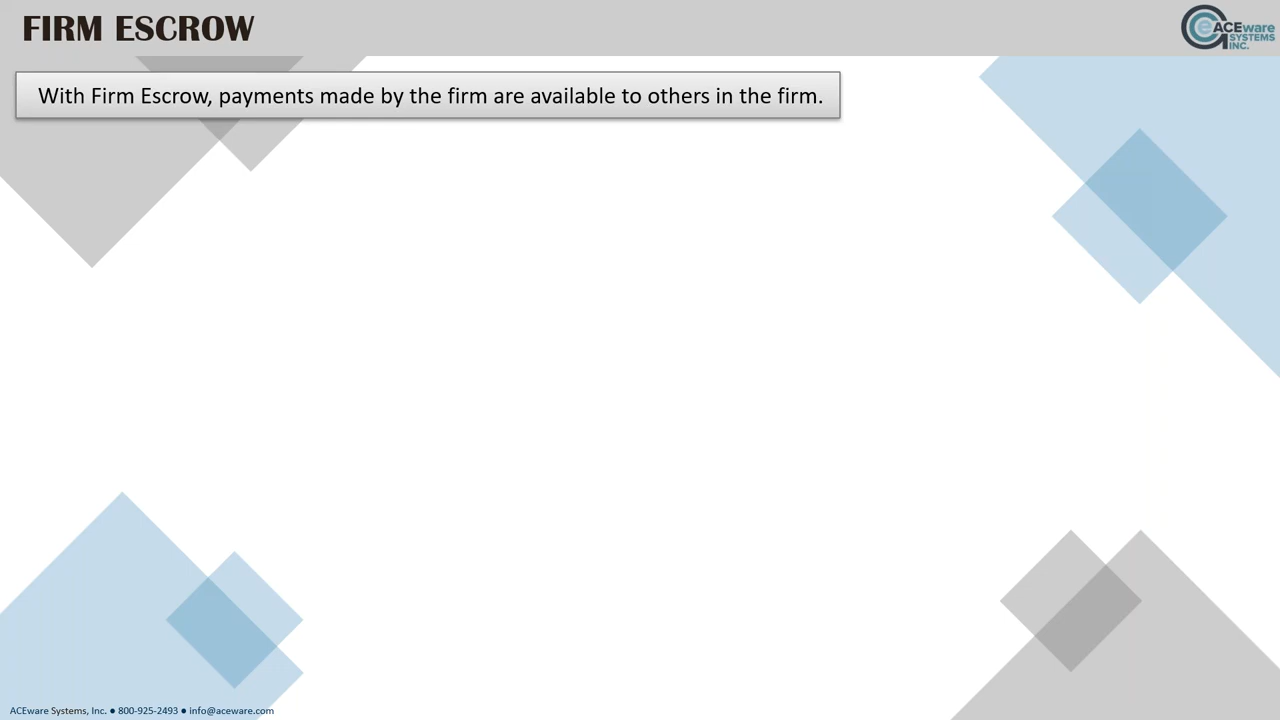 FIRM ESCROW
eACEware
SYSTEMS
INC.
With Firm Escrow, payments made by the firm are available to others in the firm.
ACEware Systems, Inc. ● 800-925-2493 ● info@aceware.com